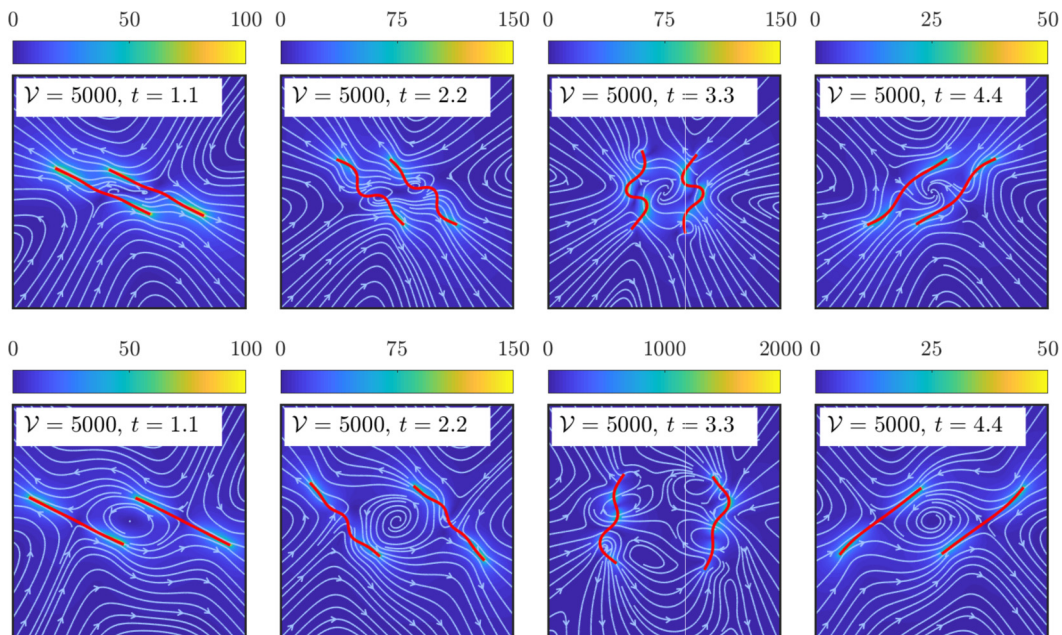 0 50 100 0 75 150 0 75 150 0 25 50
𝒱 = 5000, t = 1.1 𝒱 = 5000, t = 2.2 𝒱 = 5000, t = 3.3 𝒱 = 5000, t = 4.4
0 50 100 0 75 150 0 1000 2000 0 25 50
𝒱 = 5000, t = 1.1 𝒱 = 5000, t = 2.2 𝒱 = 5000, t = 3.3 𝒱 = 5000, t = 4.4